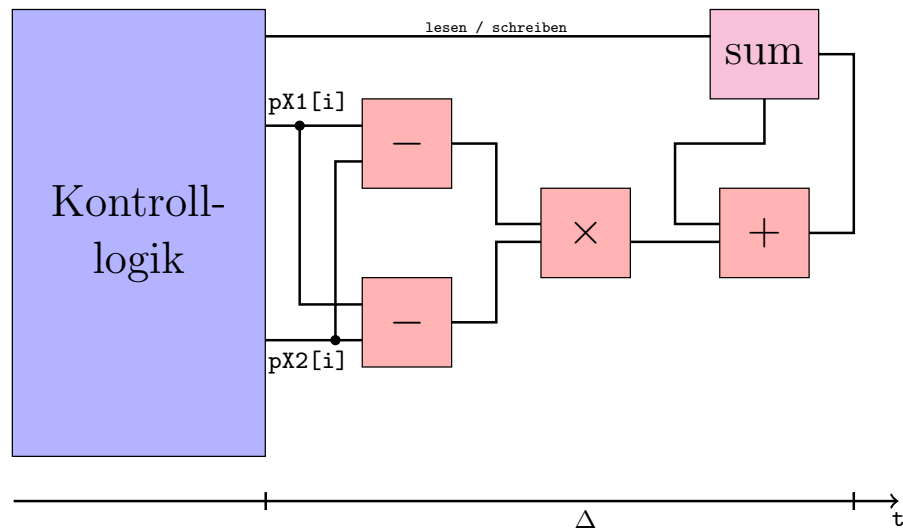 lesen / schreiben
sum
pX1[i]
−
Kontroll-
logik
×
+
−
pX2[i]
Δ
t